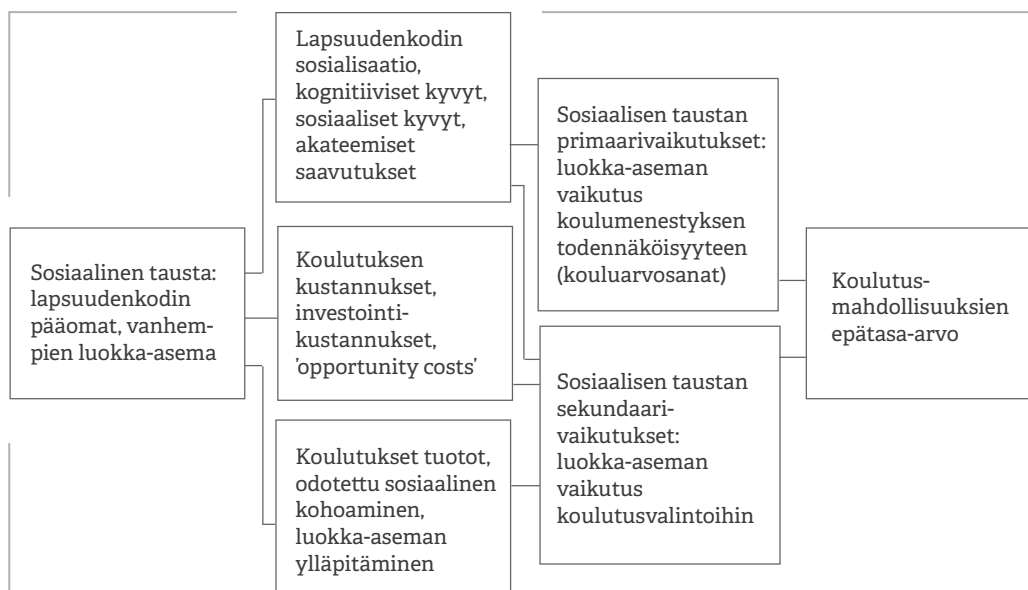 Sosiaalinen tausta:
lapsuudenkodin
pääomat, vanhem-
pien luokka-asema
Lapsuudenkodin
sosialisaatio,
kognitiiviset kyvyt,
sosiaaliset kyvyt,
akateemiset
saavutukset
Koulutuksen
kustannukset,
investointi-
kustannukset,
’opportunity costs’
Koulutukset tuotot,
odotettu sosiaalinen
kohoaminen,
luokka-aseman
ylläpitäminen
Sosiaalisen taustan
primaarivaikutukset:
luokka-aseman
vaikutus
koulumenestyksen
todennäköisyyteen
(kouluarvosanat)
Sosiaalisen taustan
sekundaari-
vaikutukset:
luokka-aseman
vaikutus
koulutusvalintoihin
Koulutus-
mahdollisuuksien
epätasa-arvo